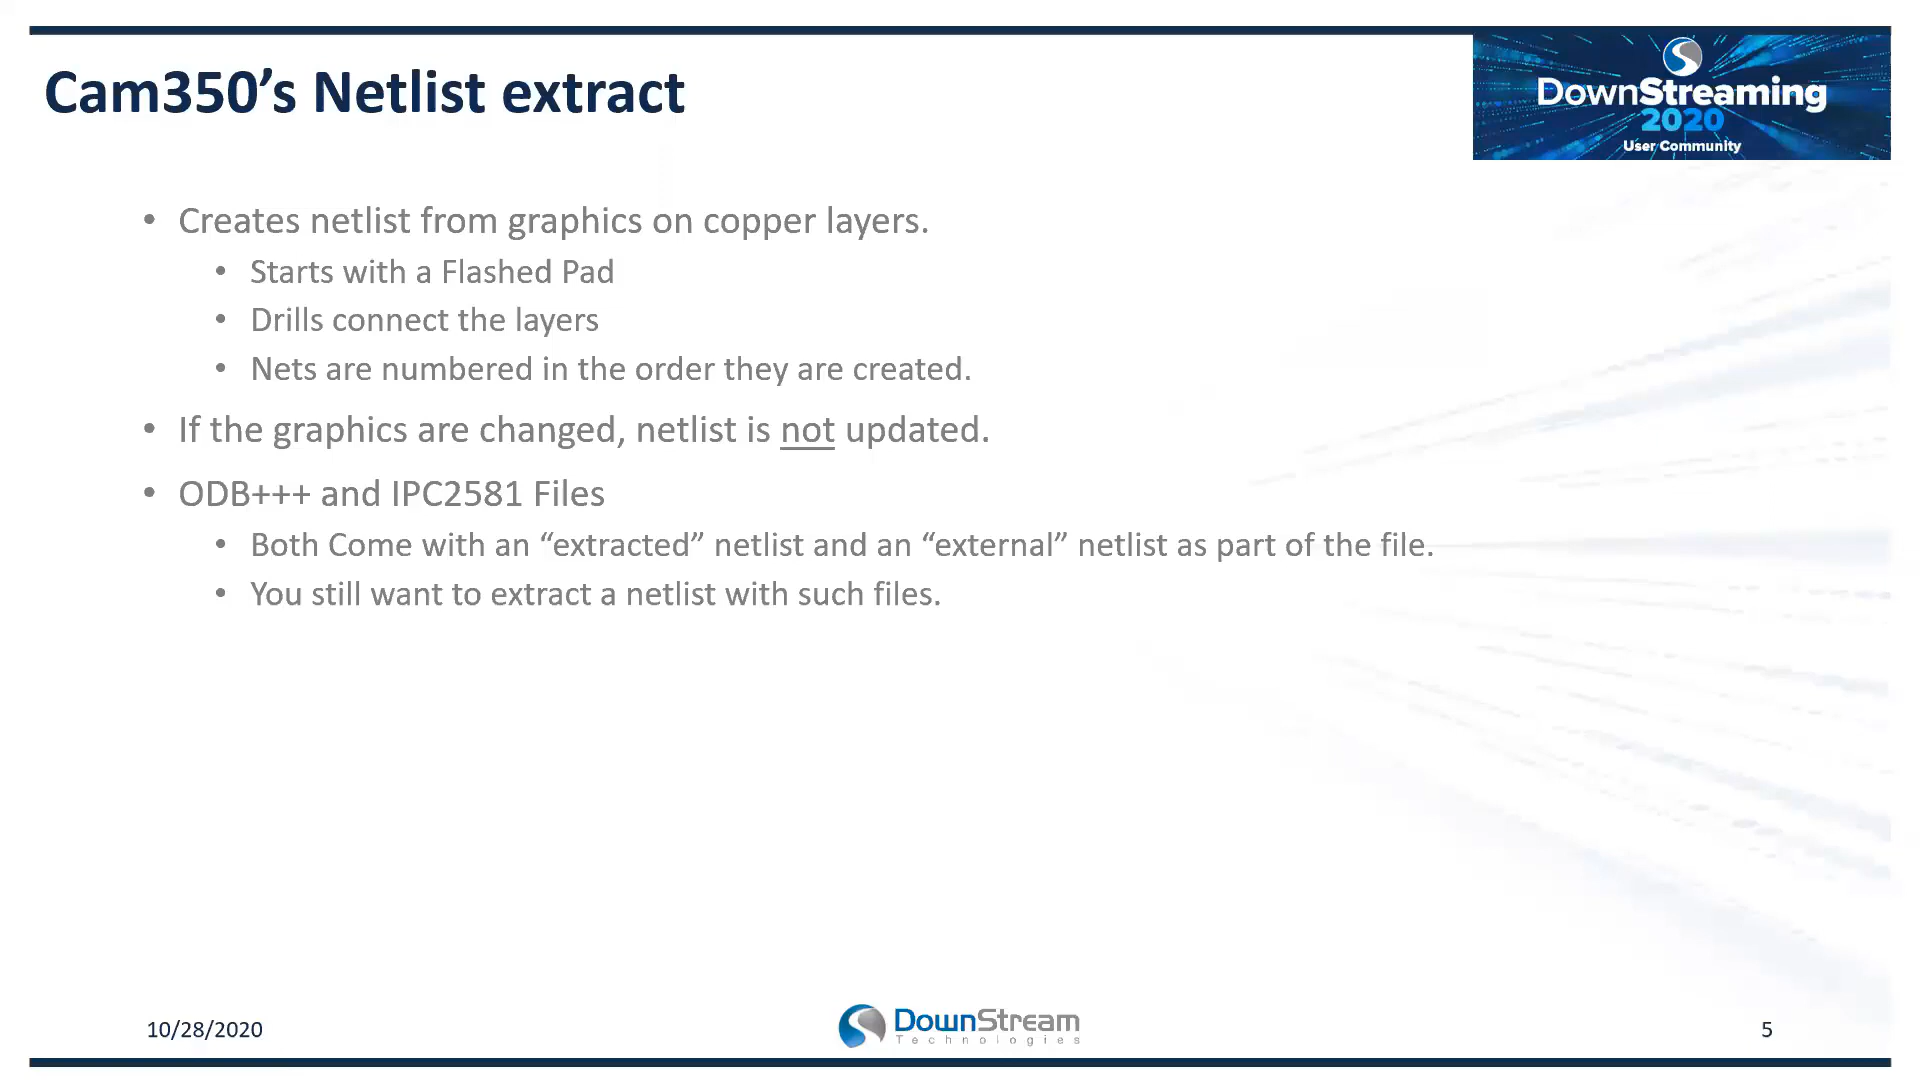 Cam350’s Netlist extract
DownStreaming
2020
User Community
• Creates netlist from graphics on copper layers.
• Starts with a Flashed Pad
• Drills connect the layers
• Nets are numbered in the order they are created.
• If the graphics are changed, netlist is not updated.
• ODB+++ and IPC2581 Files
• Both Come with an “extracted” netlist and an “external” netlist as part of the file.
• You still want to extract a netlist with such files.
10/28/2020
DownStream
Technologies
5